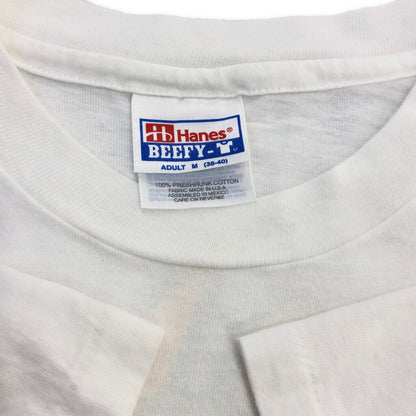 Hanes®
BEEFY-T
ADULT M (38-40)
100% PRESHRUNK COTTON
FABRIC MADE IN U.S.A.
ASSEMBLED IN MEXICO
CARE ON REVERSE